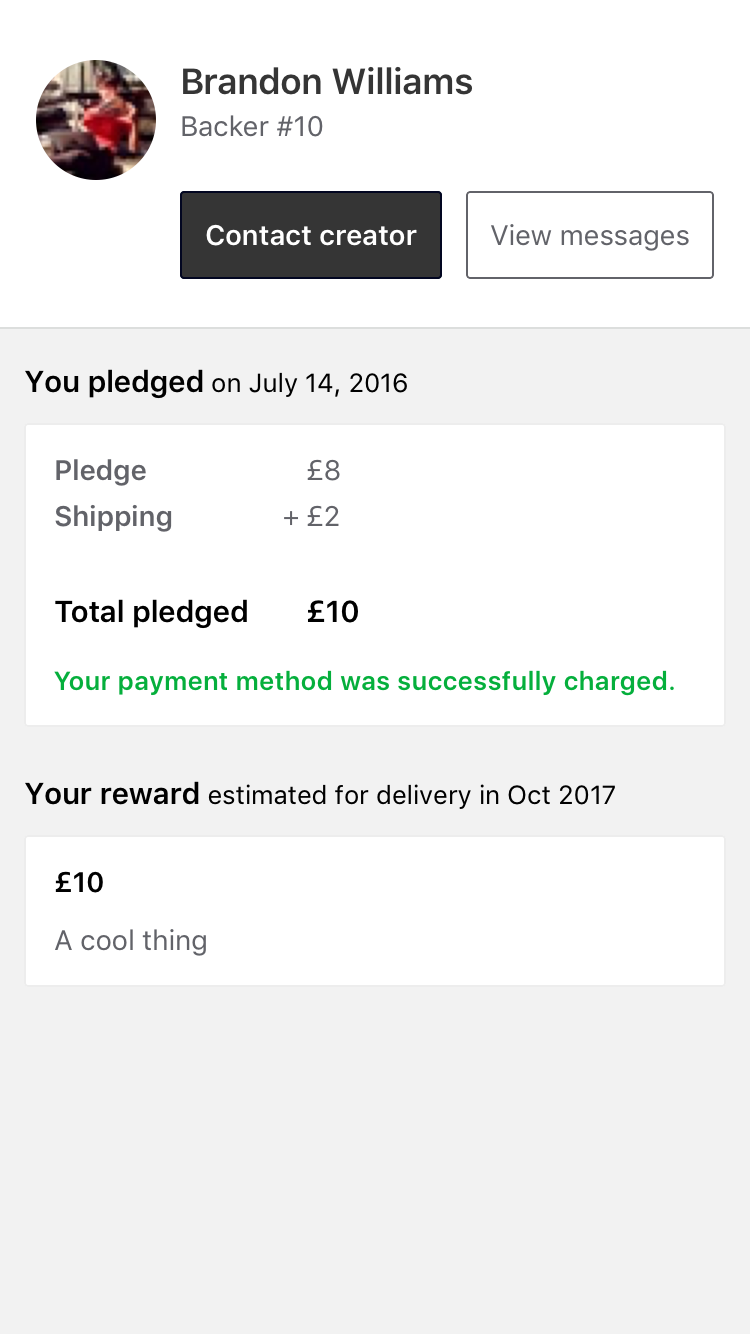 Brandon Williams
Backer #10
Contact creator
View messages
You pledged on July 14, 2016
Pledge £8
Shipping + £2
Total pledged £10
Your payment method was successfully charged.
Your reward estimated for delivery in Oct 2017
£10
A cool thing